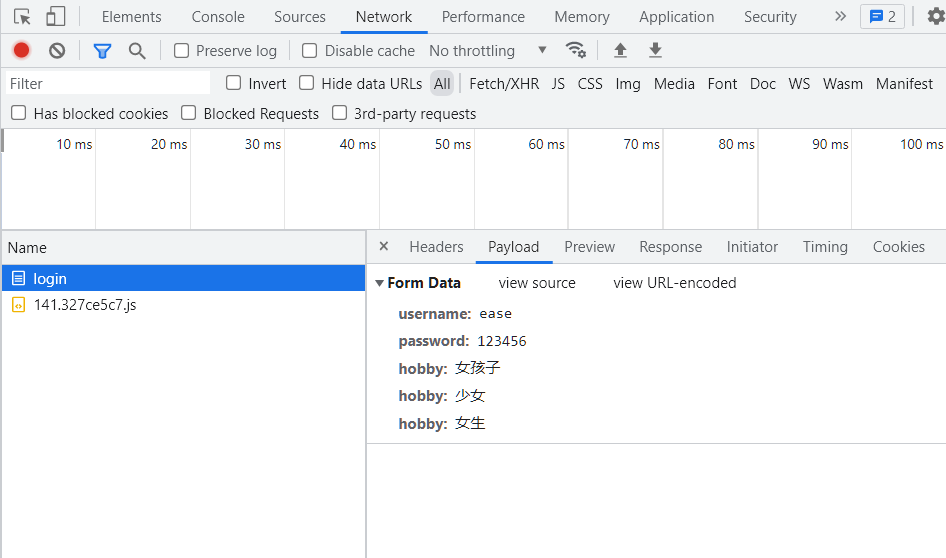 Elements Console Sources Network Performance Memory Application Security » 2
Preserve log Disable cache No throttling ▼
Filter Invert Hide data URLs All Fetch/XHR JS CSS Img Media Font Doc WS Wasm Manifest
Has blocked cookies Blocked Requests 3rd-party requests
10 ms 20 ms 30 ms 40 ms 50 ms 60 ms 70 ms 80 ms 90 ms 100 ms
Name × Headers Payload Preview Response Initiator Timing Cookies
login
141.327ce5c7.js
▼Form Data view source view URL-encoded
username: ease
password: 123456
hobby: 女孩子
hobby: 少女
hobby: 女生